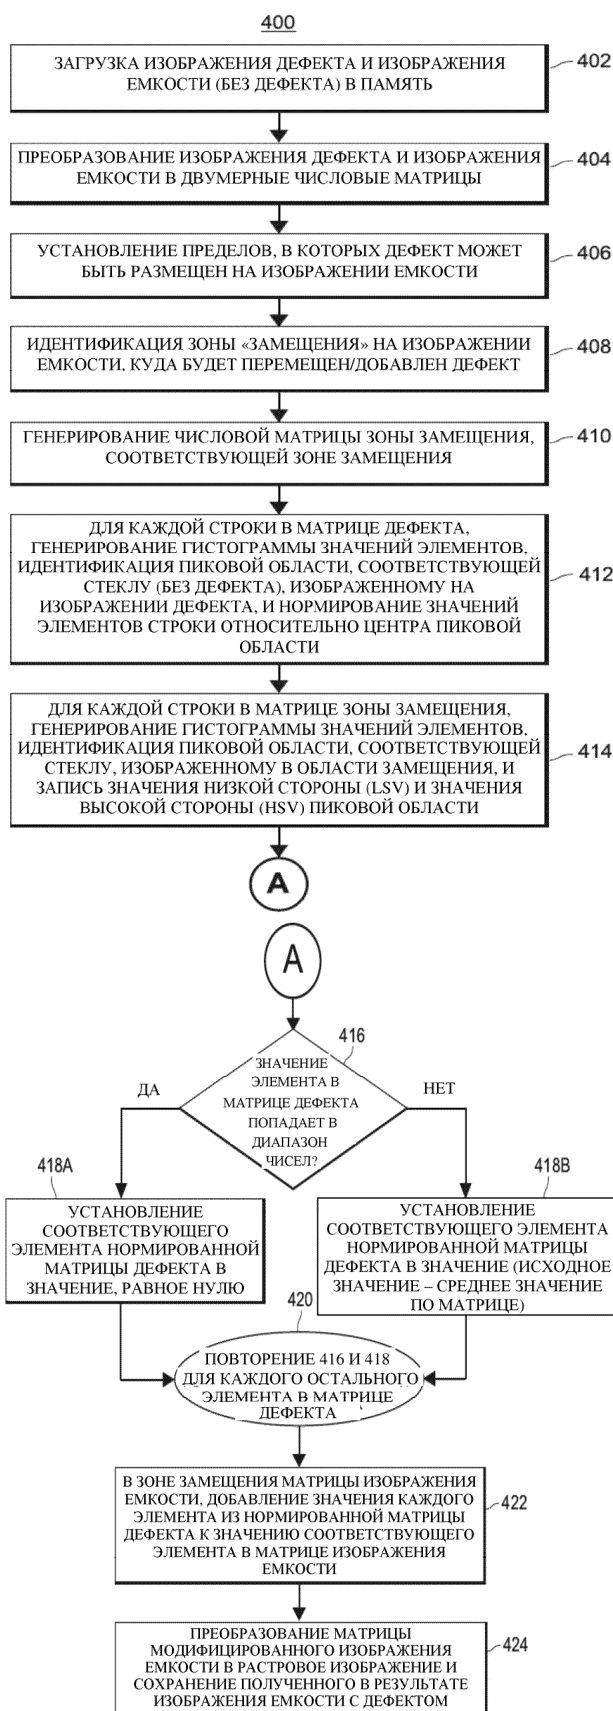 400
ЗАГРУЗКА ИЗОБРАЖЕНИЯ ДЕФЕКТА И ИЗОБРАЖЕНИЯ
ЕМКОСТИ (БЕЗ ДЕФЕКТА) В ПАМЯТЬ
402
ПРЕОБРАЗОВАНИЕ ИЗОБРАЖЕНИЯ ДЕФЕКТА И ИЗОБРАЖЕНИЯ
ЕМКОСТИ В ДВУМЕРНЫЕ ЧИСЛОВЫЕ МАТРИЦЫ
404
УСТАНОВЛЕНИЕ ПРЕДЕЛОВ, В КОТОРЫХ ДЕФЕКТ МОЖЕТ
БЫТЬ РАЗМЕЩЕН НА ИЗОБРАЖЕНИИ ЕМКОСТИ
406
ИДЕНТИФИКАЦИЯ ЗОНЫ «ЗАМЕЩЕНИЯ» НА ИЗОБРАЖЕНИИ
ЕМКОСТИ, КУДА БУДЕТ ПЕРЕМЕЩЕН/ДОБАВЛЕН ДЕФЕКТ
408
ГЕНЕРИРОВАНИЕ ЧИСЛОВОЙ МАТРИЦЫ ЗОНЫ ЗАМЕЩЕНИЯ,
СООТВЕТСТВУЮЩЕЙ ЗОНЕ ЗАМЕЩЕНИЯ
410
ДЛЯ КАЖДОЙ СТРОКИ В МАТРИЦЕ ДЕФЕКТА,
ГЕНЕРИРОВАНИЕ ГИСТОГРАММЫ ЗНАЧЕНИЙ ЭЛЕМЕНТОВ,
ИДЕНТИФИКАЦИЯ ПИКОВОЙ ОБЛАСТИ, СООТВЕТСТВУЮЩЕЙ
СТЕКЛУ (БЕЗ ДЕФЕКТА), ИЗОБРАЖЕННОМУ НА
ИЗОБРАЖЕНИИ ДЕФЕКТА, И НОРМИРОВАНИЕ ЗНАЧЕНИЙ
ЭЛЕМЕНТОВ СТРОКИ ОТНОСИТЕЛЬНО ЦЕНТРА ПИКОВОЙ
ОБЛАСТИ
412
ДЛЯ КАЖДОЙ СТРОКИ В МАТРИЦЕ ЗОНЫ ЗАМЕЩЕНИЯ,
ГЕНЕРИРОВАНИЕ ГИСТОГРАММЫ ЗНАЧЕНИЙ ЭЛЕМЕНТОВ,
ИДЕНТИФИКАЦИЯ ПИКОВОЙ ОБЛАСТИ, СООТВЕТСТВУЮЩЕЙ
СТЕКЛУ, ИЗОБРАЖЕННОМУ В ОБЛАСТИ ЗАМЕЩЕНИЯ, И
ЗАПИСЬ ЗНАЧЕНИЯ НИЗКОЙ СТОРОНЫ (LSV) И ЗНАЧЕНИЯ
ВЫСОКОЙ СТОРОНЫ (HSV) ПИКОВОЙ ОБЛАСТИ
414
A
A
416
ЗНАЧЕНИЕ
ЭЛЕМЕНТА В
МАТРИЦЕ ДЕФЕКТА
ПОПАДАЕТ В
ДИАПАЗОН
ЧИСЕЛ?
ДА
НЕТ
418A
УСТАНОВЛЕНИЕ
СООТВЕТСТВУЮЩЕГО
ЭЛЕМЕНТА НОРМИРОВАННОЙ
МАТРИЦЫ ДЕФЕКТА В
ЗНАЧЕНИЕ, РАВНОЕ НУЛЮ
418B
УСТАНОВЛЕНИЕ
СООТВЕТСТВУЮЩЕГО ЭЛЕМЕНТА
НОРМИРОВАННОЙ МАТРИЦЫ
ДЕФЕКТА В ЗНАЧЕНИЕ (ИСХОДНОЕ
ЗНАЧЕНИЕ – СРЕДНЕЕ ЗНАЧЕНИЕ
ПО МАТРИЦЕ)
420
ПОВТОРЕНИЕ 416 И 418
ДЛЯ КАЖДОГО ОСТАЛЬНОГО
ЭЛЕМЕНТА В МАТРИЦЕ
ДЕФЕКТА
В ЗОНЕ ЗАМЕЩЕНИЯ МАТРИЦЫ ИЗОБРАЖЕНИЯ
ЕМКОСТИ, ДОБАВЛЕНИЕ ЗНАЧЕНИЯ КАЖДОГО
ЭЛЕМЕНТА ИЗ НОРМИРОВАННОЙ МАТРИЦЫ
ДЕФЕКТА К ЗНАЧЕНИЮ СООТВЕТСТВУЮЩЕГО
ЭЛЕМЕНТА В МАТРИЦЕ ИЗОБРАЖЕНИЯ
ЕМКОСТИ
422
ПРЕОБРАЗОВАНИЕ МАТРИЦЫ
МОДИФИЦИРОВАННОГО ИЗОБРАЖЕНИЯ
ЕМКОСТИ В РАСТРОВОЕ ИЗОБРАЖЕНИЕ И
СОХРАНЕНИЕ ПОЛУЧЕННОГО В РЕЗУЛЬТАТЕ
ИЗОБРАЖЕНИЯ ЕМКОСТИ С ДЕФЕКТОМ
424